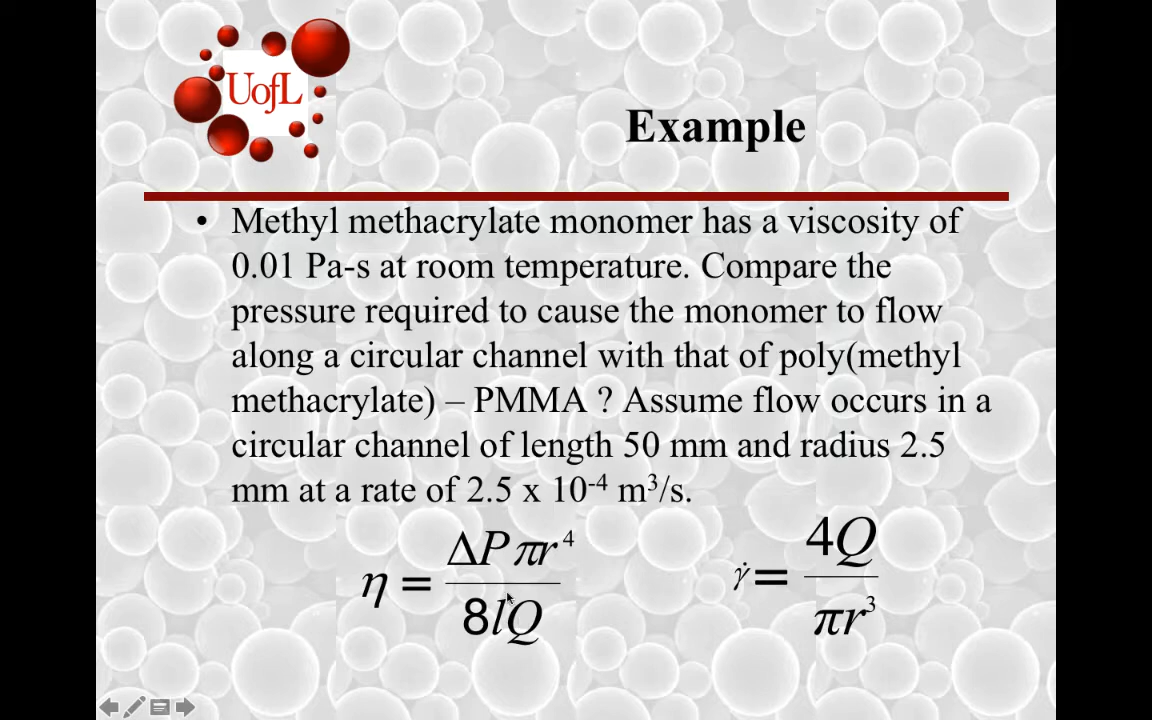 UofL
Example
• Methyl methacrylate monomer has a viscosity of
0.01 Pa-s at room temperature. Compare the
pressure required to cause the monomer to flow
along a circular channel with that of poly(methyl
methacrylate) – PMMA ? Assume flow occurs in a
circular channel of length 50 mm and radius 2.5
mm at a rate of 2.5 x 10⁻⁴ m³/s.
η = ΔPπr⁴ / 8lQ
γ̇ = 4Q / πr³